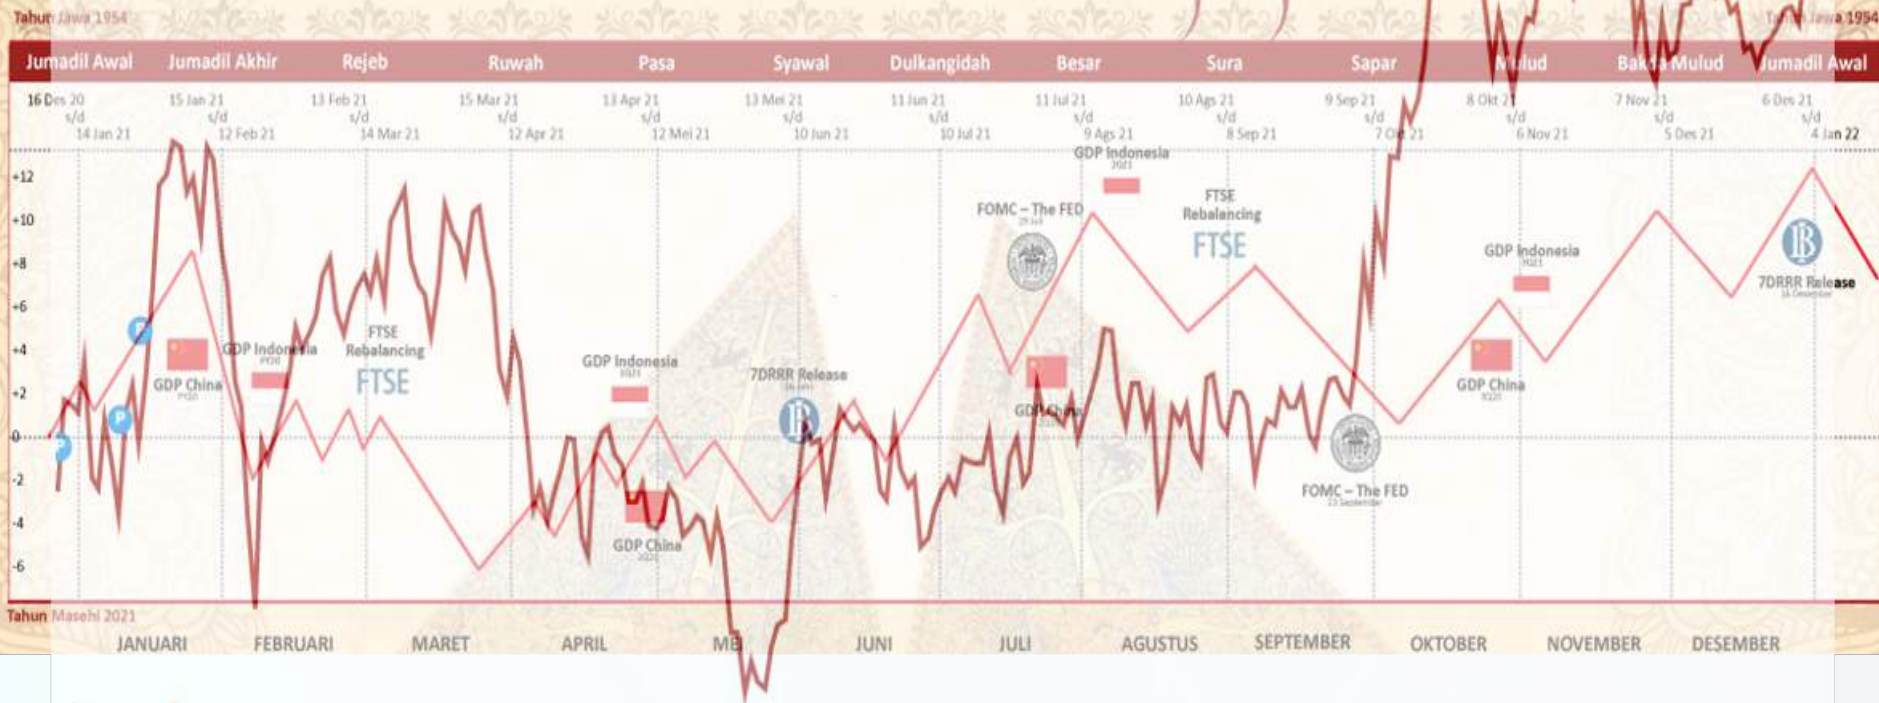 Tahun Jawa 1954
Tahun Jawa 1954
Jumadil Awal
Jumadil Akhir
Rejeb
Ruwah
Pasa
Syawal
Dulkangidah
Besar
Sura
Sapar
Mulud
Bakda Mulud
Jumadil Awal
16 Des 20
s/d
14 Jan 21
15 Jan 21
s/d
12 Feb 21
13 Feb 21
s/d
14 Mar 21
15 Mar 21
s/d
12 Apr 21
13 Apr 21
s/d
12 Mei 21
13 Mei 21
s/d
10 Jun 21
11 Jun 21
s/d
10 Jul 21
11 Jul 21
s/d
9 Ags 21
10 Ags 21
s/d
8 Sep 21
9 Sep 21
s/d
7 Okt 21
8 Okt 21
s/d
6 Nov 21
7 Nov 21
s/d
5 Des 21
6 Des 21
s/d
4 Jan 22
+12
+10
+8
+6
+4
+2
0
-2
-4
-6
P
P
P
GDP China
GDP Indonesia
FTSE
Rebalancing
FTSE
GDP Indonesia
GDP China
7DRRR Release
FOMC – The FED
GDP China
GDP Indonesia
FTSE
Rebalancing
FTSE
FOMC – The FED
23 September
GDP China
GDP Indonesia
7DRRR Release
16 Desember
Tahun Masehi 2021
JANUARI
FEBRUARI
MARET
APRIL
MEI
JUNI
JULI
AGUSTUS
SEPTEMBER
OKTOBER
NOVEMBER
DESEMBER